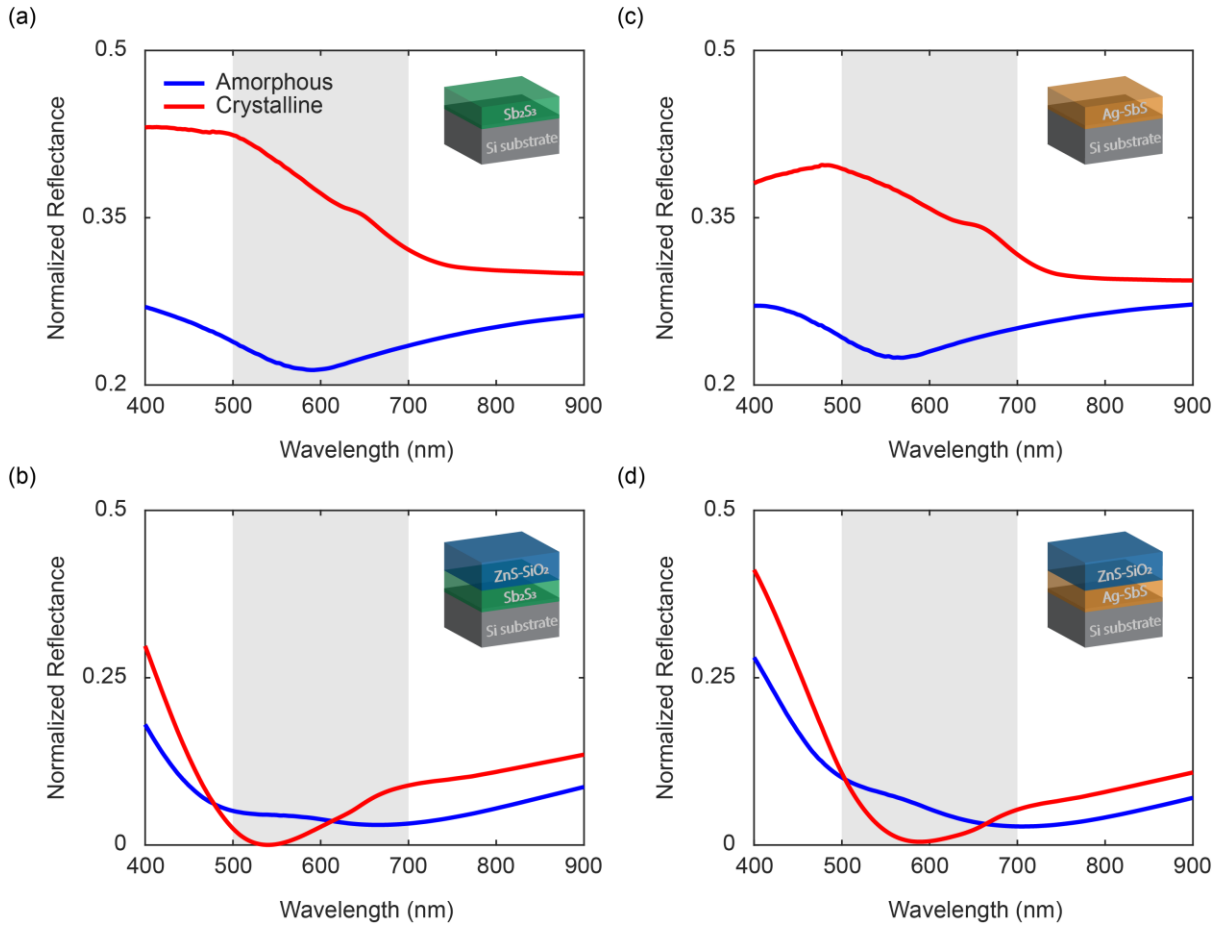 (a)
0.5
0.35
0.2
Normalized Reflectance
Amorphous
Crystalline
Sb₂S₃
Si substrate
400 500 600 700 800 900
Wavelength (nm)
(c)
0.5
0.35
0.2
Normalized Reflectance
Ag-SbS
Si substrate
400 500 600 700 800 900
Wavelength (nm)
(b)
0.5
0.25
0
Normalized Reflectance
ZnS-SiO₂
Sb₂S₃
Si substrate
400 500 600 700 800 900
Wavelength (nm)
(d)
0.5
0.25
0
Normalized Reflectance
ZnS-SiO₂
Ag-SbS
Si substrate
400 500 600 700 800 900
Wavelength (nm)